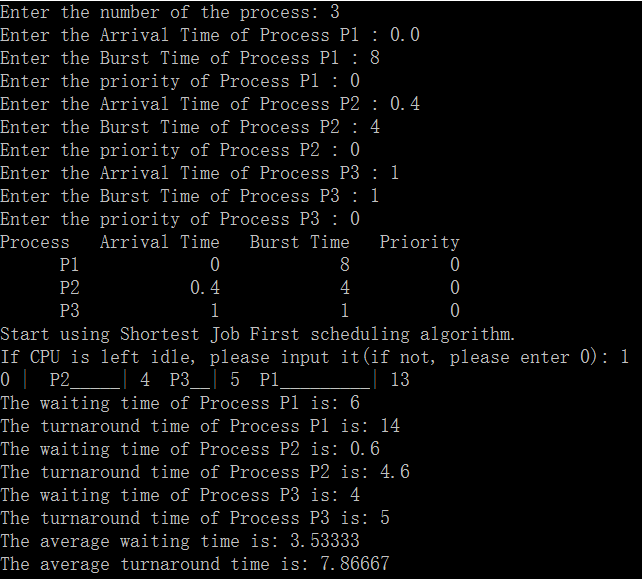 Enter the number of the process: 3
Enter the Arrival Time of Process P1 : 0.0
Enter the Burst Time of Process P1 : 8
Enter the priority of Process P1 : 0
Enter the Arrival Time of Process P2 : 0.4
Enter the Burst Time of Process P2 : 4
Enter the priority of Process P2 : 0
Enter the Arrival Time of Process P3 : 1
Enter the Burst Time of Process P3 : 1
Enter the priority of Process P3 : 0
Process   Arrival Time   Burst Time   Priority
      P1             0            8          0
      P2           0.4            4          0
      P3             1            1          0
Start using Shortest Job First scheduling algorithm.
If CPU is left idle, please input it(if not, please enter 0): 1
0 |  P2_____| 4  P3__| 5  P1_________| 13
The waiting time of Process P1 is: 6
The turnaround time of Process P1 is: 14
The waiting time of Process P2 is: 0.6
The turnaround time of Process P2 is: 4.6
The waiting time of Process P3 is: 4
The turnaround time of Process P3 is: 5
The average waiting time is: 3.53333
The average turnaround time is: 7.86667